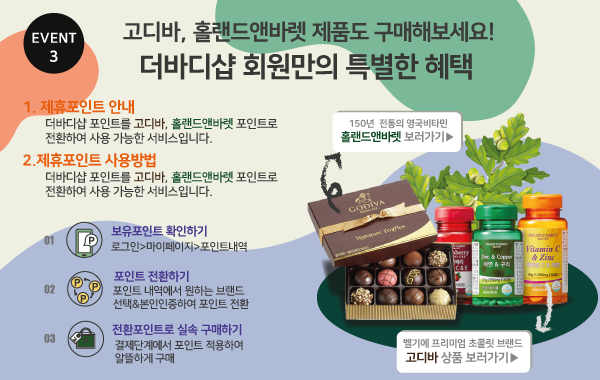 EVENT
3
고디바, 홀랜드앤바렛 제품도 구매해보세요!
더바디샵 회원만의 특별한 혜택
1. 제휴포인트 안내
더바디샵 포인트를 고디바, 홀랜드앤바렛 포인트로
전환하여 사용 가능한 서비스입니다.
2.제휴포인트 사용방법
더바디샵 포인트를 고디바, 홀랜드앤바렛 포인트로
전환하여 사용 가능한 서비스입니다.
01
보유포인트 확인하기
로그인>마이페이지>포인트내역
02
포인트 전환하기
포인트 내역에서 원하는 브랜드
선택&본인인증하여 포인트 전환
03
전환포인트로 실속 구매하기
결제단계에서 포인트 적용하여
알뜰하게 구매
150년 전통의 영국비타민
홀랜드앤바렛 보러가기▶
GODIVA
Signature Truffles
Zinc & Copper
아연 & 구리
Vitamin C
& Zinc
벨기에 프리미엄 초콜릿 브랜드
고디바 상품 보러가기▶